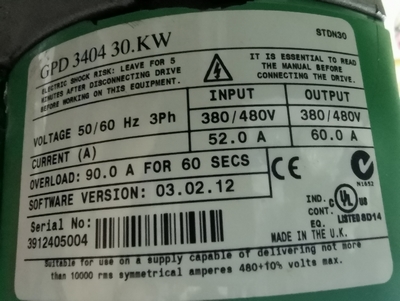 GPD 3404 30.KW
STDN30
ELECTRIC SHOCK RISK: LEAVE FOR 5
MINUTES AFTER DISCONNECTING DRIVE
BEFORE WORKING ON THIS EQUIPMENT.
IT IS ESSENTIAL TO READ
THE MANUAL BEFORE
CONNECTING THE DRIVE.
INPUT OUTPUT
VOLTAGE 50/60 Hz 3Ph 380/480V 380/480V
CURRENT (A) 52.0 A 60.0 A
OVERLOAD: 90.0 A FOR 60 SECS
SOFTWARE VERSION: 03.02.12
CE
N1652
UL
IND.
CONT.
EQ.
LISTED 8D14
Serial No:
3912405004
MADE IN THE U.K.
Suitable for use on a supply capable of delivering not more
than 10000 rms symmetrical amperes 480+10% volts max.